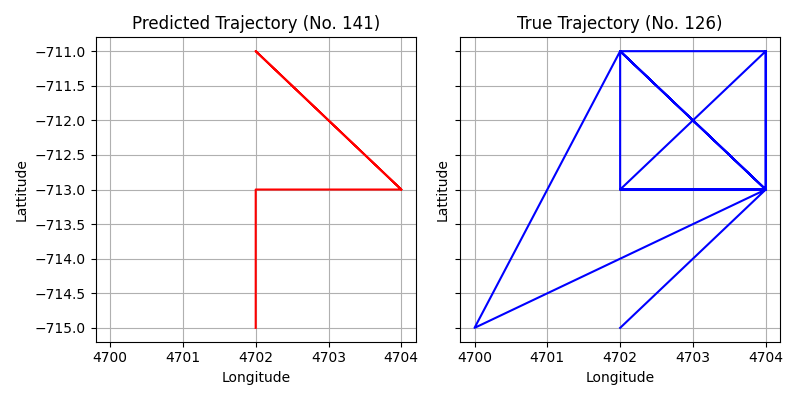 Predicted Trajectory (No. 141)
True Trajectory (No. 126)
−711.0
−711.5
−712.0
−712.5
−713.0
−713.5
−714.0
−714.5
−715.0
Lattitude
Lattitude
4700 4701 4702 4703 4704
4700 4701 4702 4703 4704
Longitude
Longitude